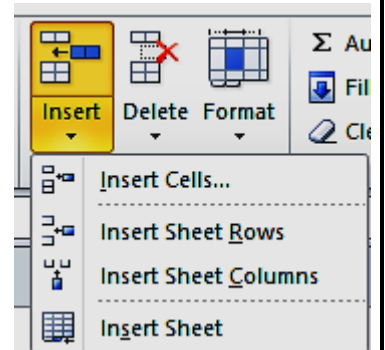 Σ Au
Fil
Cle
Insert Delete Format
Insert Cells...
Insert Sheet Rows
Insert Sheet Columns
Insert Sheet